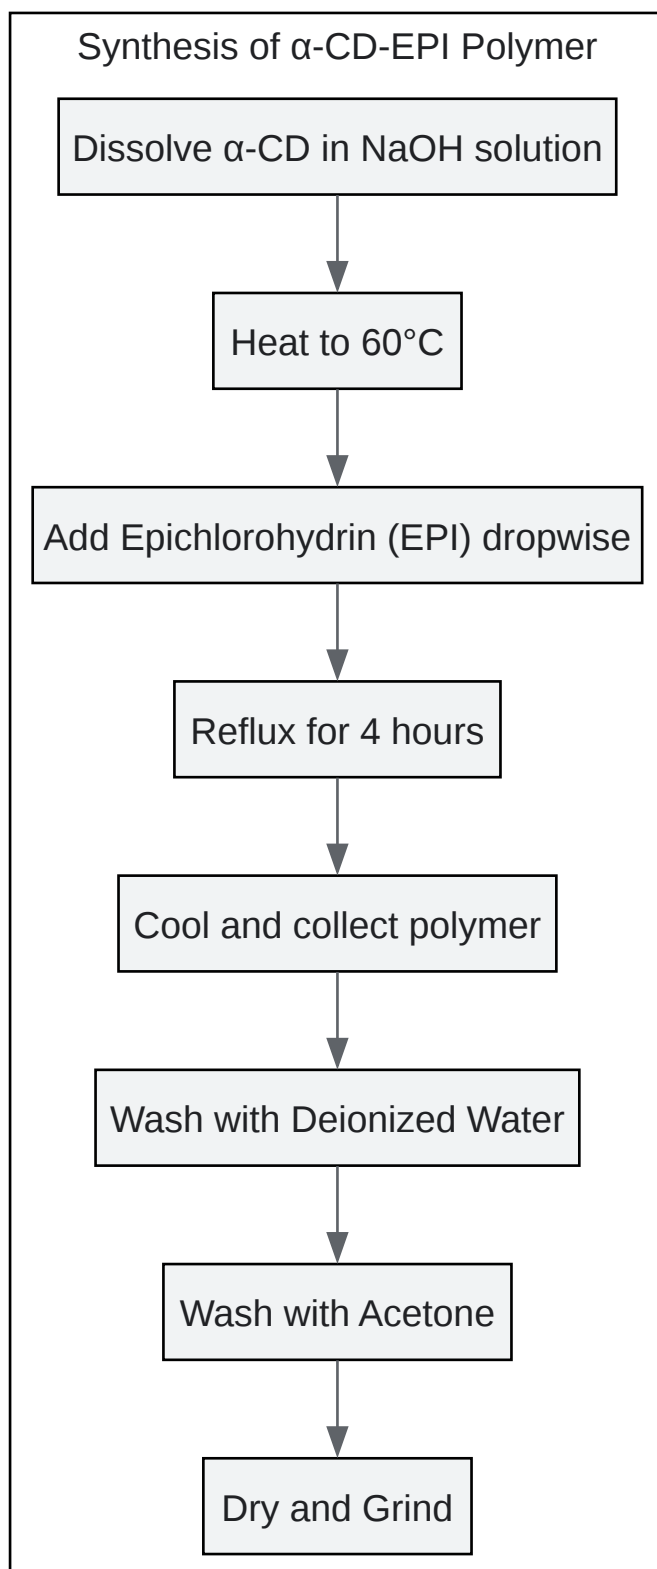 Synthesis of α-CD-EPI Polymer
Dissolve α-CD in NaOH solution
Heat to 60°C
Add Epichlorohydrin (EPI) dropwise
Reflux for 4 hours
Cool and collect polymer
Wash with Deionized Water
Wash with Acetone
Dry and Grind